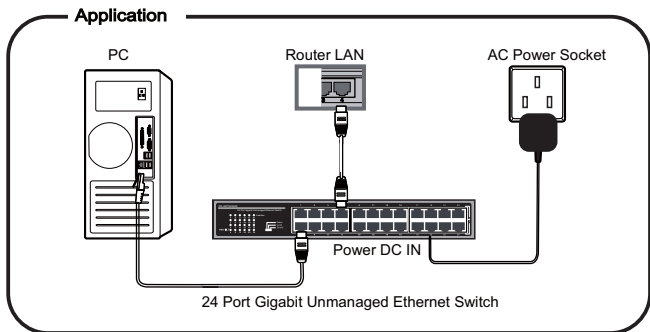 Application
PC
Router LAN
AC Power Socket
Power DC IN
24 Port Gigabit Unmanaged Ethernet Switch